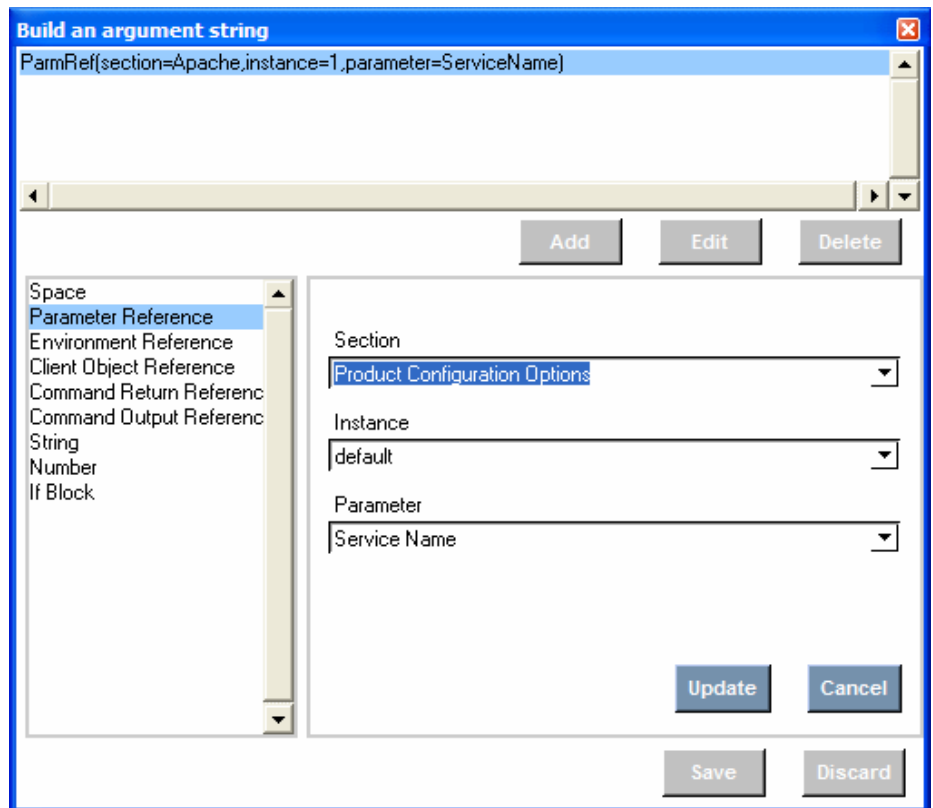 Build an argument string
ParmRef(section=Apache,instance=1,parameter=ServiceName)
Add Edit Delete
Space
Parameter Reference
Environment Reference
Client Object Reference
Command Return Referenc
Command Output Referenc
String
Number
If Block
Section
Product Configuration Options
Instance
default
Parameter
Service Name
Update Cancel
Save Discard